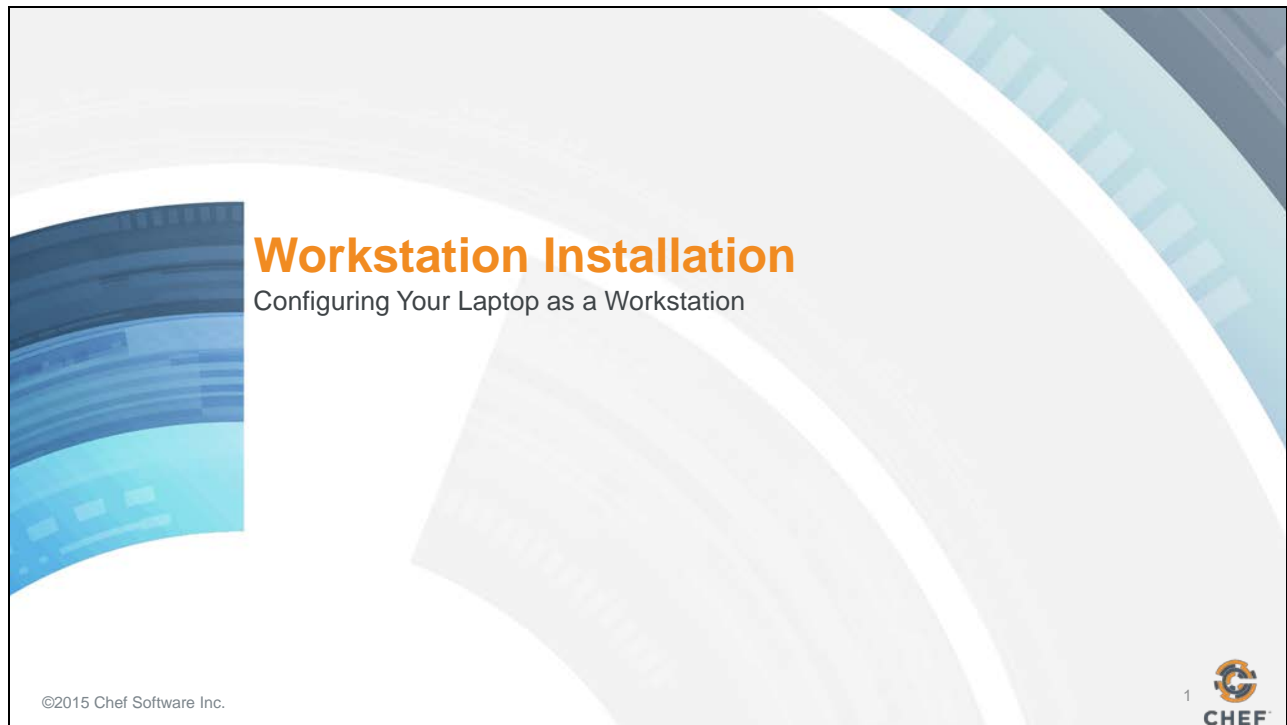 Workstation Installation
Configuring Your Laptop as a Workstation
©2015 Chef Software Inc.
1
CHEF